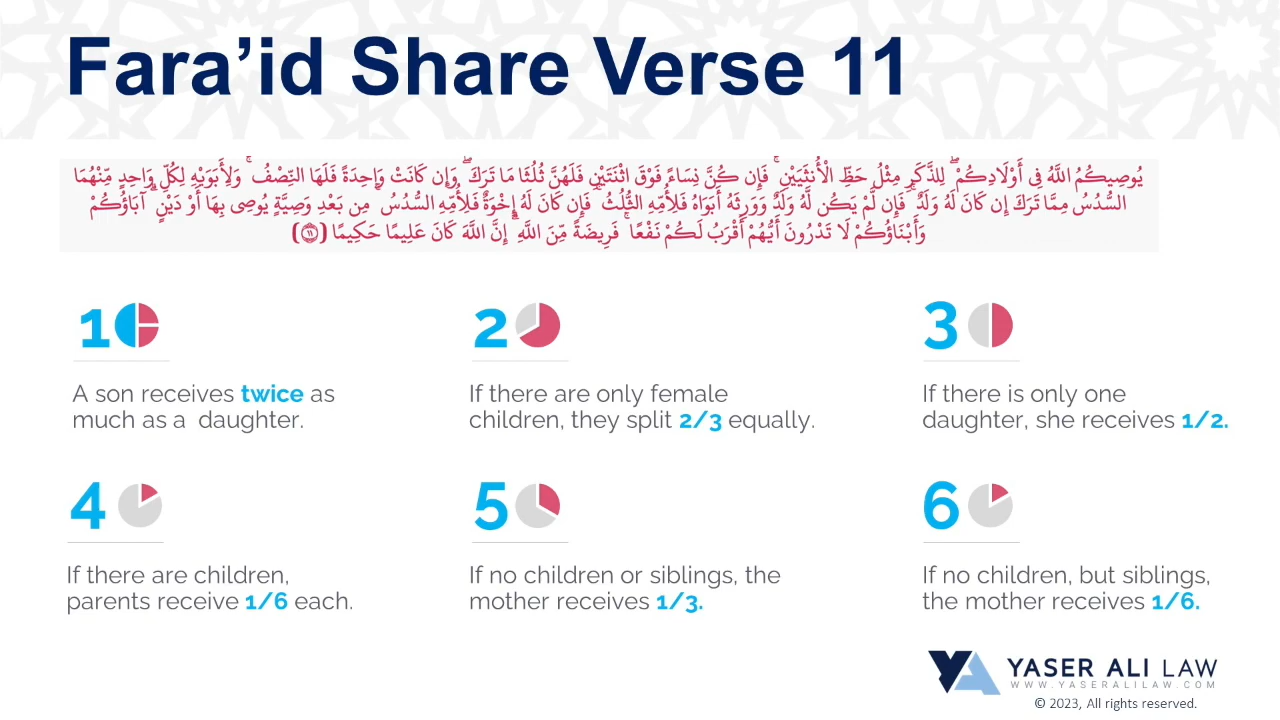 Fara’id Share Verse 11
يُوصِيكُمُ اللَّهُ فِي أَوْلَادِكُمْ ۖ لِلذَّكَرِ مِثْلُ حَظِّ الْأُنثَيَيْنِ ۚ فَإِن كُنَّ نِسَاءً فَوْقَ اثْنَتَيْنِ فَلَهُنَّ ثُلُثَا مَا تَرَكَ ۖ وَإِن كَانَتْ وَاحِدَةً فَلَهَا النِّصْفُ ۚ وَلِأَبَوَيْهِ لِكُلِّ وَاحِدٍ مِّنْهُمَا
السُّدُسُ مِمَّا تَرَكَ إِن كَانَ لَهُ وَلَدٌ ۚ فَإِن لَّمْ يَكُن لَّهُ وَلَدٌ وَوَرِثَهُ أَبَوَاهُ فَلِأُمِّهِ الثُّلُثُ ۚ فَإِن كَانَ لَهُ إِخْوَةٌ فَلِأُمِّهِ السُّدُسُ ۚ مِن بَعْدِ وَصِيَّةٍ يُوصِي بِهَا أَوْ دَيْنٍ ۗ آبَاؤُكُمْ
وَأَبْنَاؤُكُمْ لَا تَدْرُونَ أَيُّهُمْ أَقْرَبُ لَكُمْ نَفْعًا ۚ فَرِيضَةً مِّنَ اللَّهِ ۗ إِنَّ اللَّهَ كَانَ عَلِيمًا حَكِيمًا (١١)
1
A son receives twice as
much as a daughter.
2
If there are only female
children, they split 2/3 equally.
3
If there is only one
daughter, she receives 1/2.
4
If there are children,
parents receive 1/6 each.
5
If no children or siblings, the
mother receives 1/3.
6
If no children, but siblings,
the mother receives 1/6.
YASER ALI LAW
WWW.YASERALILAW.COM
© 2023, All rights reserved.